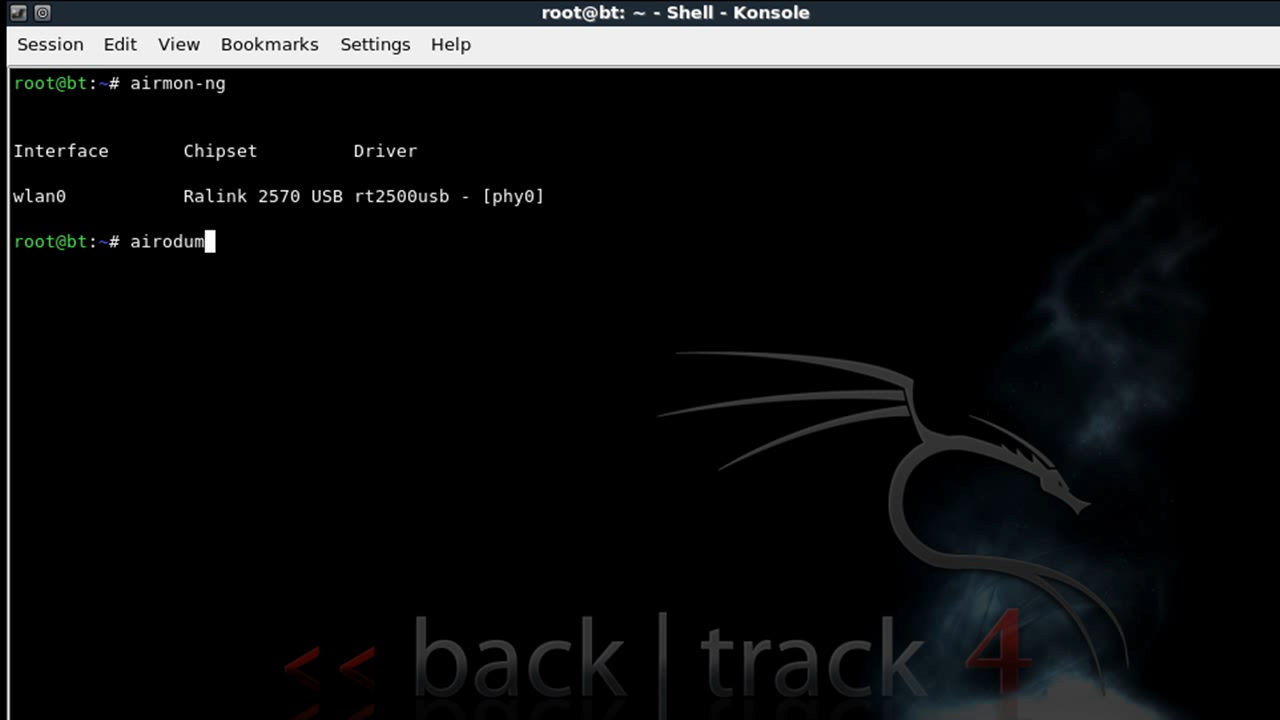 root@bt: ~ - Shell - Konsole
Session Edit View Bookmarks Settings Help
root@bt:~# airmon-ng
Interface Chipset Driver
wlan0 Ralink 2570 USB rt2500usb - [phy0]
root@bt:~# airodum
<< back | track 4